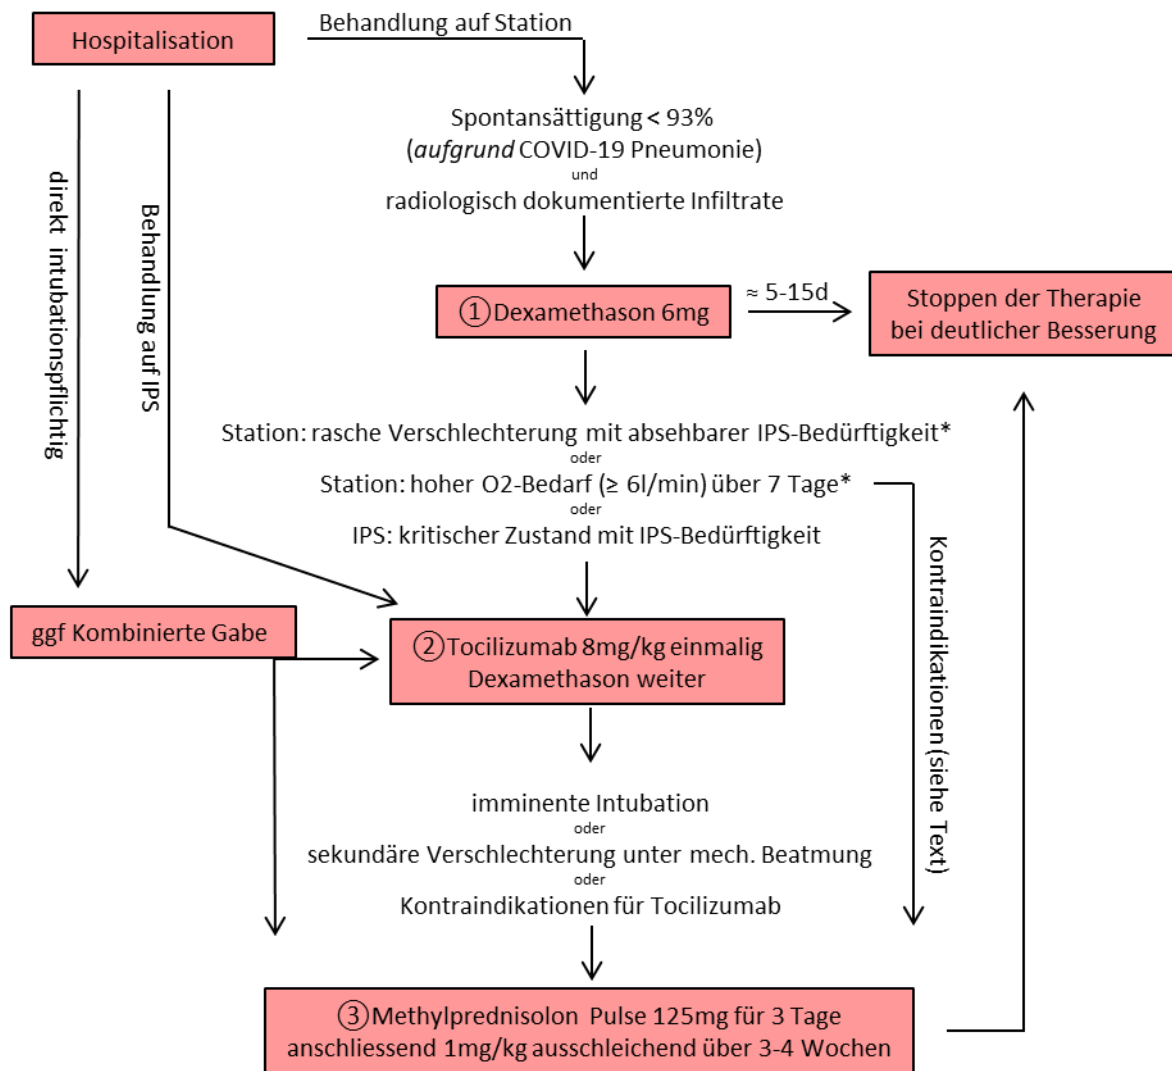 Hospitalisation
Behandlung auf Station
Spontansättigung < 93%
(aufgrund COVID-19 Pneumonie)
und
radiologisch dokumentierte Infiltrate
direkt intubationspflichtig
Behandlung auf IPS
①Dexamethason 6mg
≈ 5-15d
Stoppen der Therapie
bei deutlicher Besserung
Station: rasche Verschlechterung mit absehbarer IPS-Bedürftigkeit*
oder
Station: hoher O2-Bedarf (≥ 6l/min) über 7 Tage*
oder
IPS: kritischer Zustand mit IPS-Bedürftigkeit
Kontraindikationen (siehe Text)
ggf Kombinierte Gabe
②Tocilizumab 8mg/kg einmalig
Dexamethason weiter
imminente Intubation
oder
sekundäre Verschlechterung unter mech. Beatmung
oder
Kontraindikationen für Tocilizumab
③Methylprednisolon Pulse 125mg für 3 Tage
anschliessend 1mg/kg ausschleichend über 3-4 Wochen